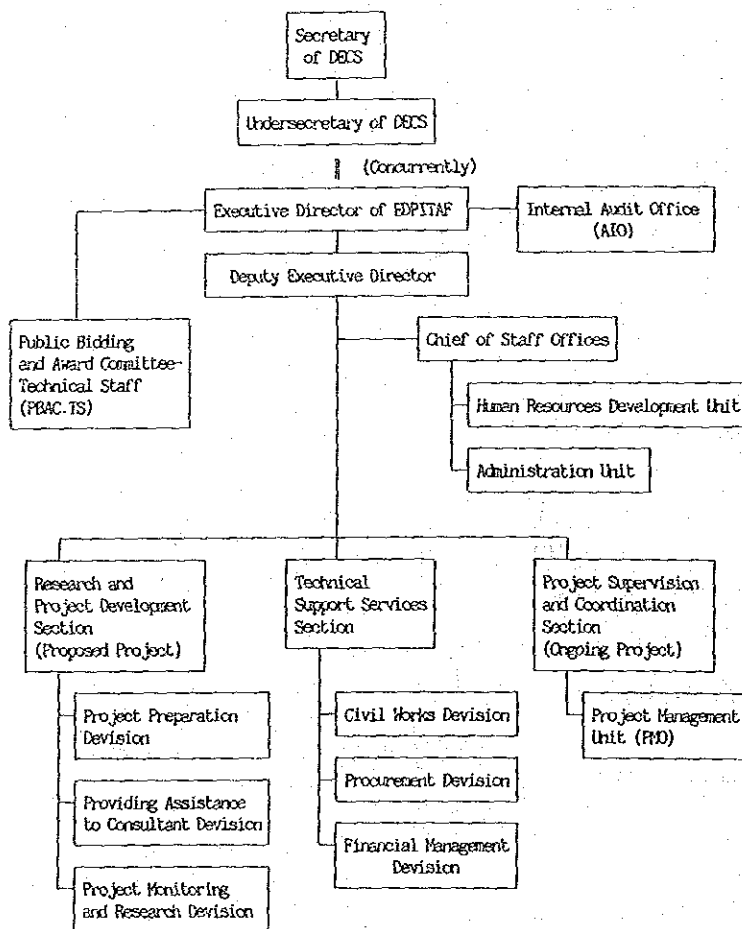 Secretary
of DECS
Undersecretary of DECS
(Concurrently)
Executive Director of EDPITAF
Internal Audit Office
(AIO)
Deputy Executive Director
Public Bidding
and Award Committee-
Technical Staff
(PBAC.TS)
Chief of Staff Offices
Human Resources Development Unit
Administration Unit
Research and
Project Development
Section
(Proposed Project)
Technical
Support Services
Section
Project Supervision
and Coordination
Section
(Ongoing Project)
Project Preparation
Devision
Civil Works Devision
Project Management
Unit (PMO)
Providing Assistance
to Consultant Devision
Procurement Devision
Financial Management
Devision
Project Monitoring
and Research Devision